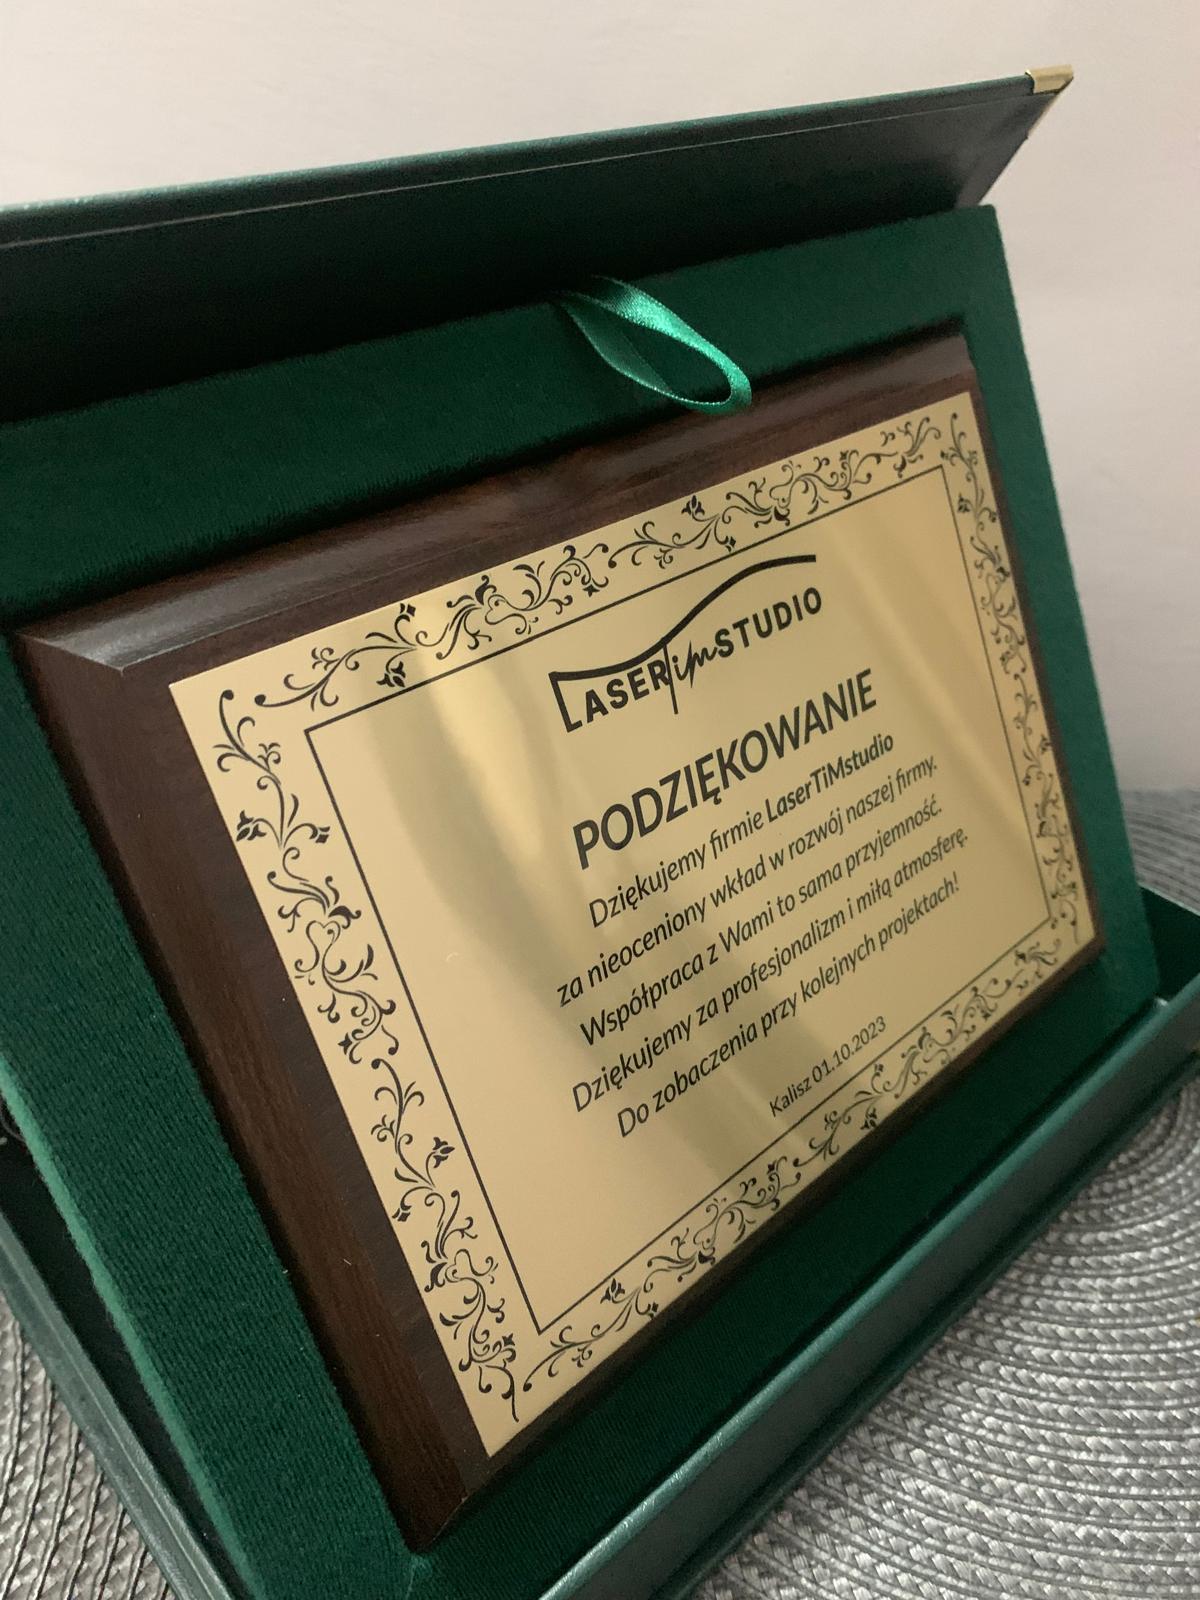 LASERTimSTUDIO
PODZIĘKOWANIE
Dziękujemy firmie LaserTiMstudio
za nieoceniony wkład w rozwój naszej firmy.
Współpraca z Wami to sama przyjemność.
Dziękujemy za profesjonalizm i miłą atmosferę.
Do zobaczenia przy kolejnych projektach!
Kalisz 01.10.2023